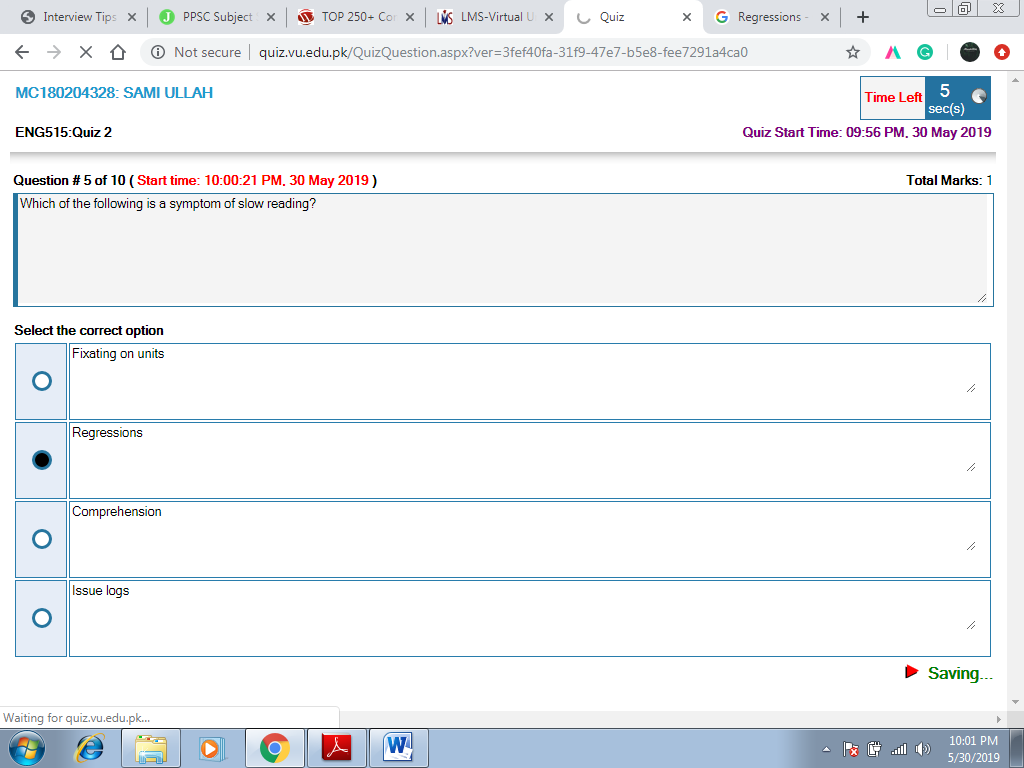 Interview Tips
PPSC Subject
TOP 250+ Co
LMS-Virtual U
Quiz
Regressions -
Not secure
quiz.vu.edu.pk/QuizQuestion.aspx?ver=3fef40fa-31f9-47e7-b5e8-fee7291a4ca0
MC180204328: SAMI ULLAH
Time Left
5
sec(s)
ENG515:Quiz 2
Quiz Start Time: 09:56 PM, 30 May 2019
Question # 5 of 10 ( Start time: 10:00:21 PM, 30 May 2019 )
Total Marks: 1
Which of the following is a symptom of slow reading?
Select the correct option
Fixating on units
Regressions
Comprehension
Issue logs
Saving...
Waiting for quiz.vu.edu.pk...
10:01 PM
5/30/2019